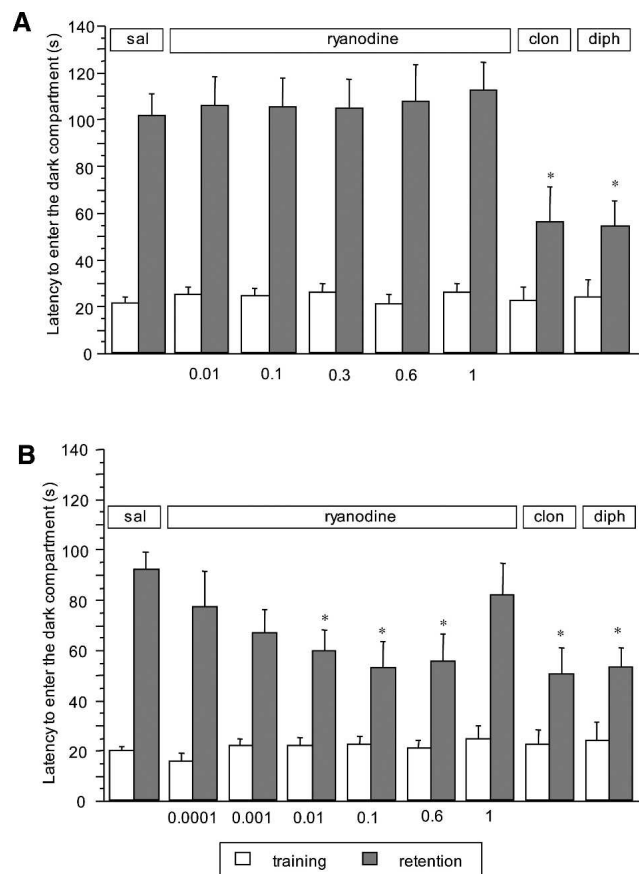 A
sal ryanodine clon diph
Latency to enter the dark compartment (s)
140
120
100
80
60
40
20
0
* *
0.01 0.1 0.3 0.6 1
B
140
120
sal ryanodine clon diph
Latency to enter the dark compartment (s)
100
80
60
40
20
0
* * * * *
0.0001 0.001 0.01 0.1 0.6 1
training retention